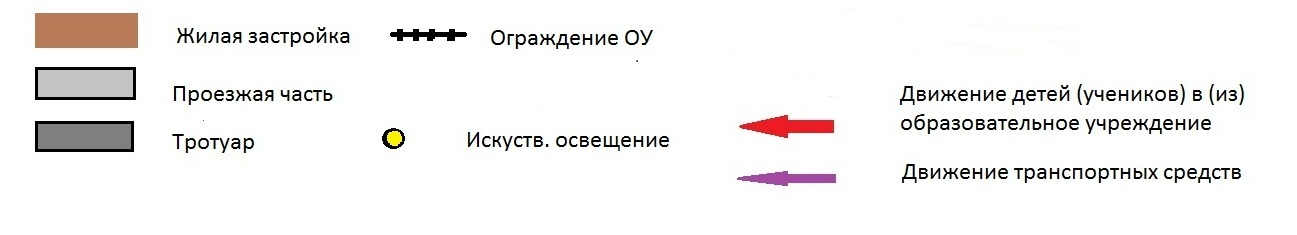 Жилая застройка
Ограждение ОУ
Проезжая часть
Движение детей (учеников) в (из)
образовательное учреждение
Тротуар
Искуств. освещение
Движение транспортных средств